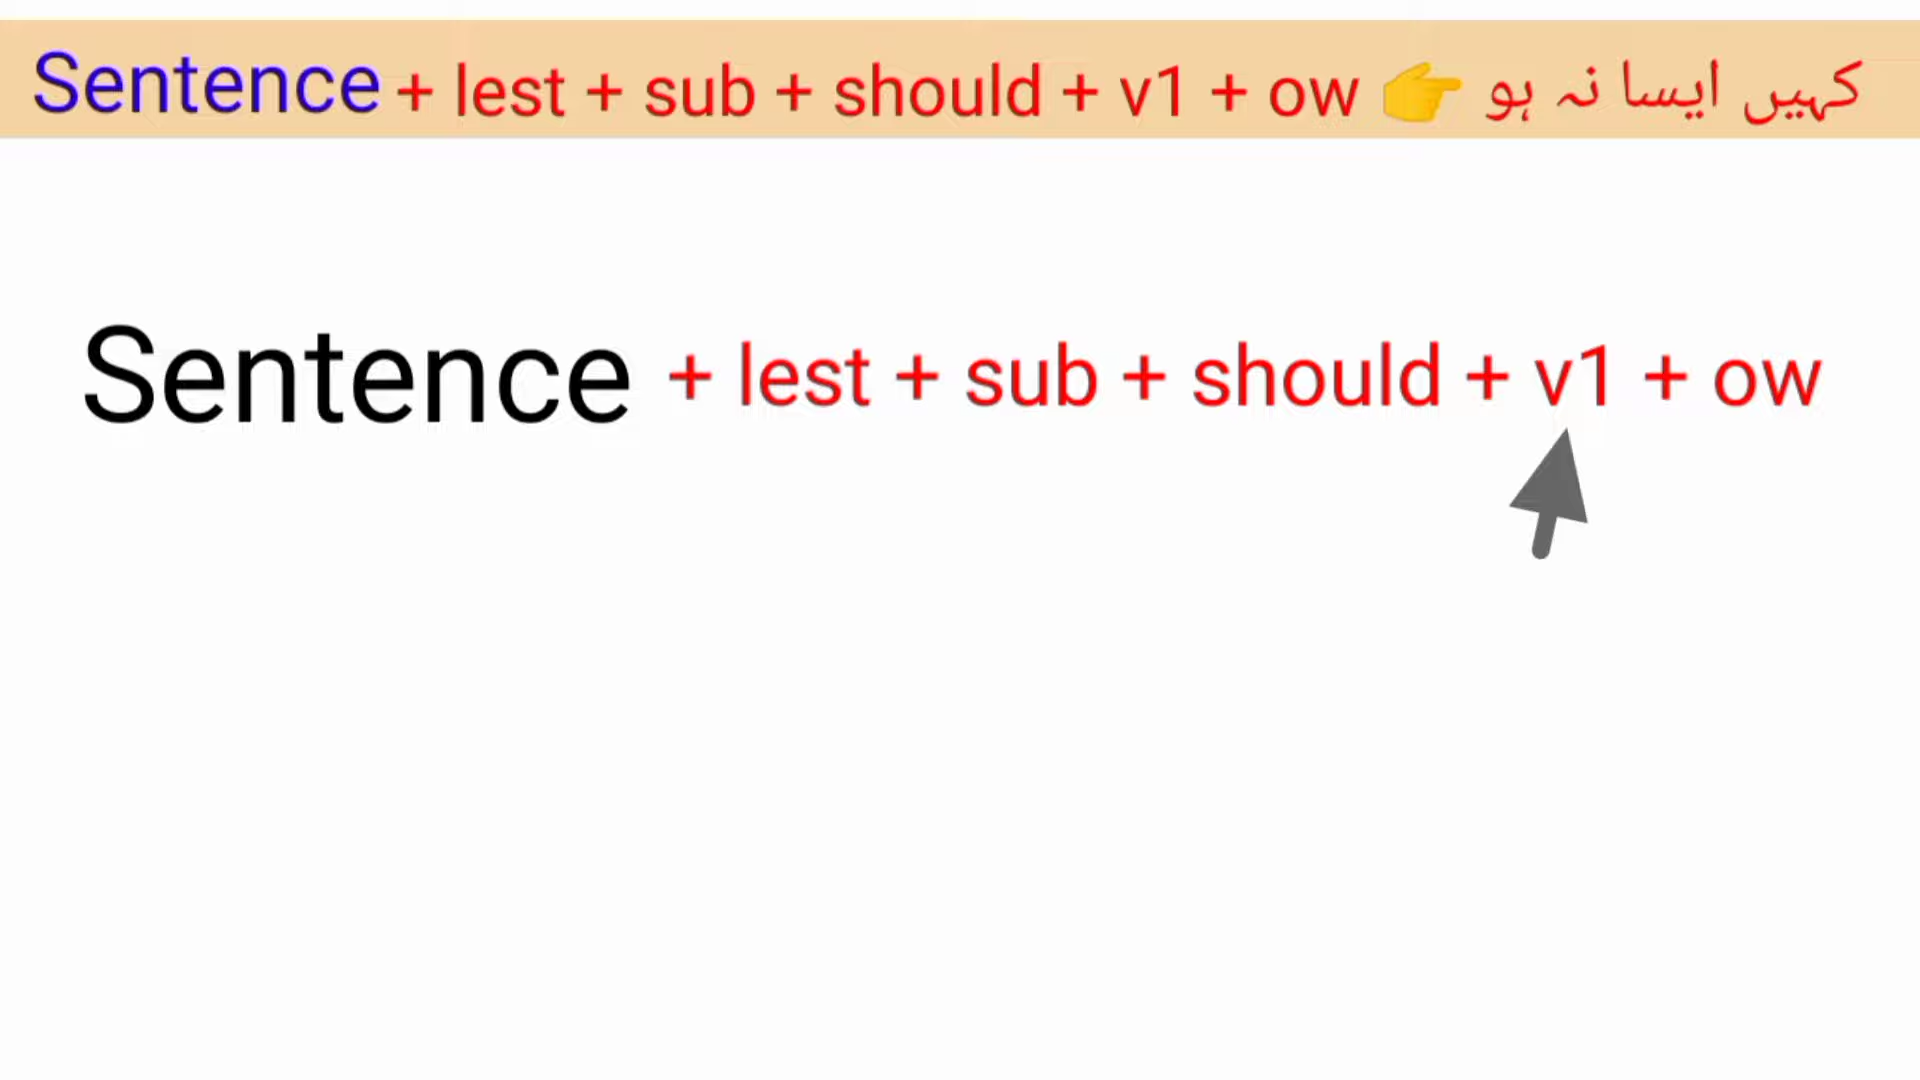 Sentence + lest + sub + should + v1 + ow 👉 کہیں ایسا نہ ہو
Sentence + lest + sub + should + v1 + ow